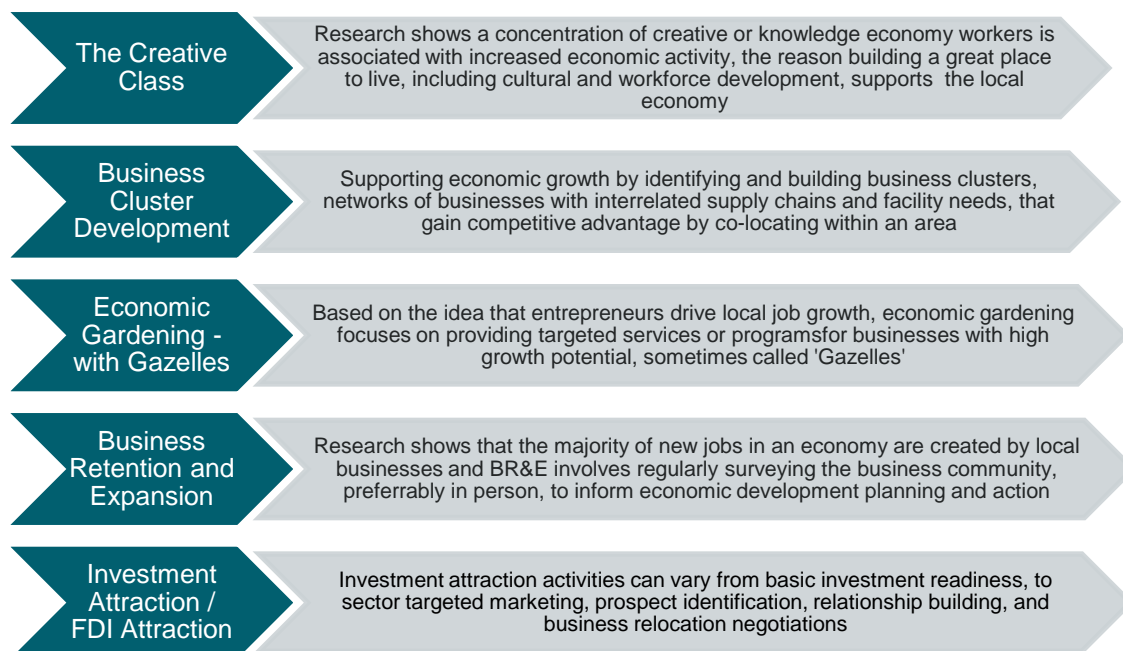 The Creative
Class
Research shows a concentration of creative or knowledge economy workers is
associated with increased economic activity, the reason building a great place
to live, including cultural and workforce development, supports the local
economy
Business
Cluster
Development
Supporting economic growth by identifying and building business clusters,
networks of businesses with interrelated supply chains and facility needs, that
gain competitive advantage by co-locating within an area
Economic
Gardening -
with Gazelles
Based on the idea that entrepreneurs drive local job growth, economic gardening
focuses on providing targeted services or programsfor businesses with high
growth potential, sometimes called 'Gazelles'
Business
Retention and
Expansion
Research shows that the majority of new jobs in an economy are created by local
businesses and BR&E involves regularly surveying the business community,
preferrably in person, to inform economic development planning and action
Investment
Attraction /
FDI Attraction
Investment attraction activities can vary from basic investment readiness, to
sector targeted marketing, prospect identification, relationship building, and
business relocation negotiations